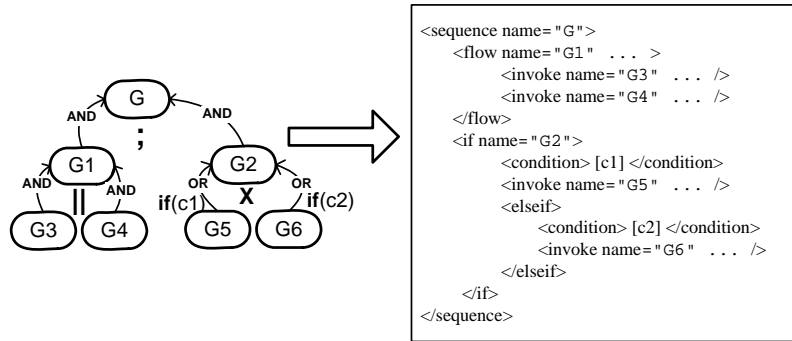 G
AND
AND
;
G1
G2
AND
AND
OR
OR
||
X
if(c1)
if(c2)
G3
G4
G5
G6
<sequence name="G">
<flow name="G1" ... >
<invoke name="G3" ... />
<invoke name="G4" ... />
</flow>
<if name="G2">
<condition> [c1] </condition>
<invoke name="G5" ... />
<elseif>
<condition> [c2] </condition>
<invoke name="G6" ... />
</elseif>
</if>
</sequence>